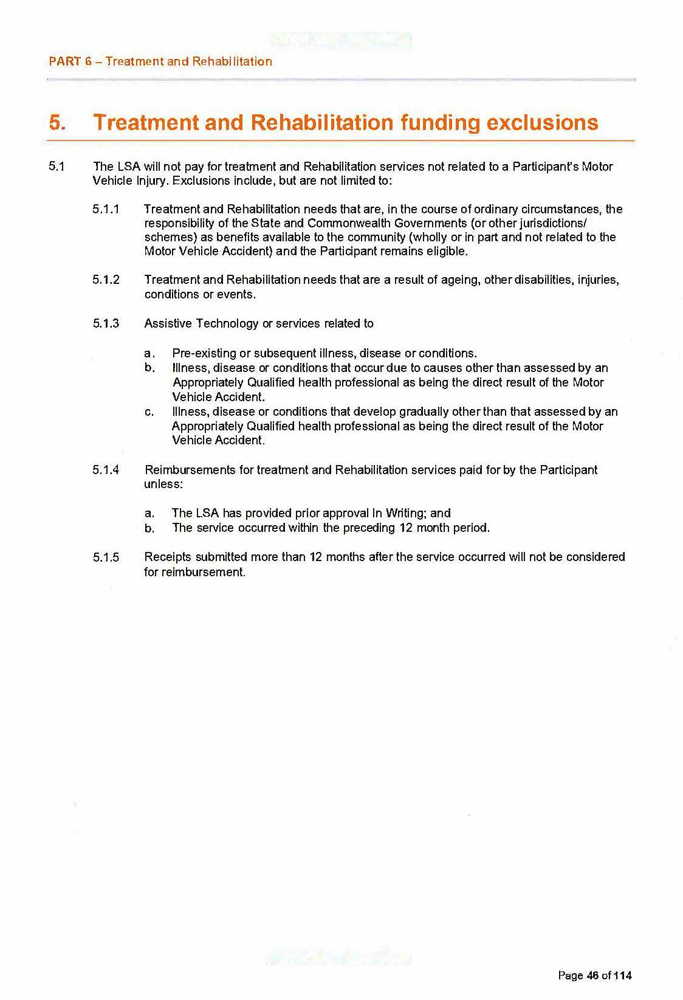 PART 6 – Treatment and Rehabilitation
5. Treatment and Rehabilitation funding exclusions
5.1 The LSA will not pay for treatment and Rehabilitation services not related to a Participant's Motor
Vehicle Injury. Exclusions include, but are not limited to:
5.1.1 Treatment and Rehabilitation needs that are, in the course of ordinary circumstances, the
responsibility of the State and Commonwealth Governments (or other jurisdictions/
schemes) as benefits available to the community (wholly or in part and not related to the
Motor Vehicle Accident) and the Participant remains eligible.
5.1.2 Treatment and Rehabilitation needs that are a result of ageing, other disabilities, injuries,
conditions or events.
5.1.3 Assistive Technology or services related to
a. Pre-existing or subsequent illness, disease or conditions.
b. Illness, disease or conditions that occur due to causes other than assessed by an
Appropriately Qualified health professional as being the direct result of the Motor
Vehicle Accident.
c. Illness, disease or conditions that develop gradually other than that assessed by an
Appropriately Qualified health professional as being the direct result of the Motor
Vehicle Accident.
5.1.4 Reimbursements for treatment and Rehabilitation services paid for by the Participant
unless:
a. The LSA has provided prior approval In Writing; and
b. The service occurred within the preceding 12 month period.
5.1.5 Receipts submitted more than 12 months after the service occurred will not be considered
for reimbursement.
Page 46 of 114